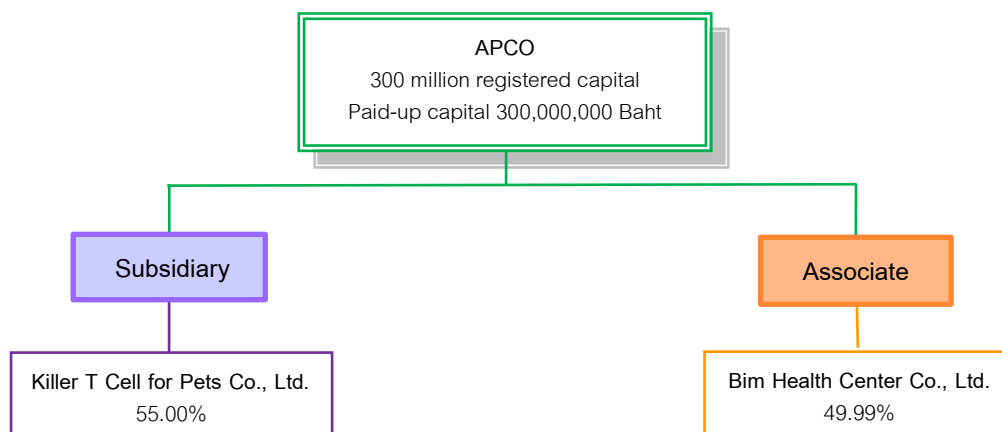 APCO
300 million registered capital
Paid-up capital 300,000,000 Baht
Subsidiary
Associate
Killer T Cell for Pets Co., Ltd.
55.00%
Bim Health Center Co., Ltd.
49.99%